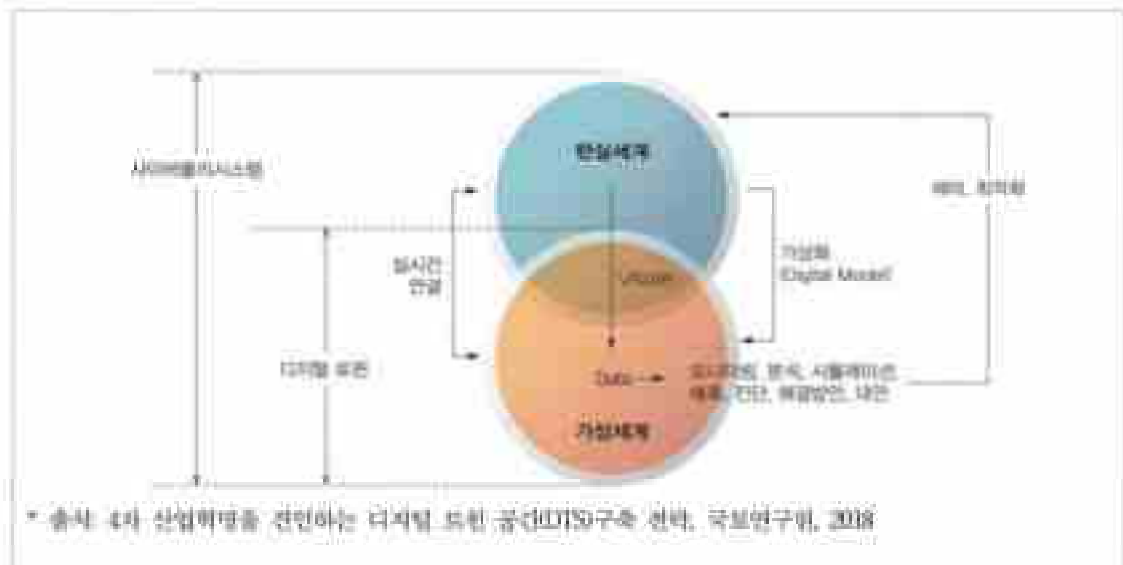 현실세계
사이버물리시스템
제어, 최적화
실시간
연결
가상화
(Digital Model)
디지털 트윈
Data
모니터링, 분석, 시뮬레이션
예측, 진단, 해결방안, 대안
가상세계
* 출처: 4차 산업혁명을 견인하는 디지털 트윈 공간(DTS)구축 전략, 국토연구원, 2018